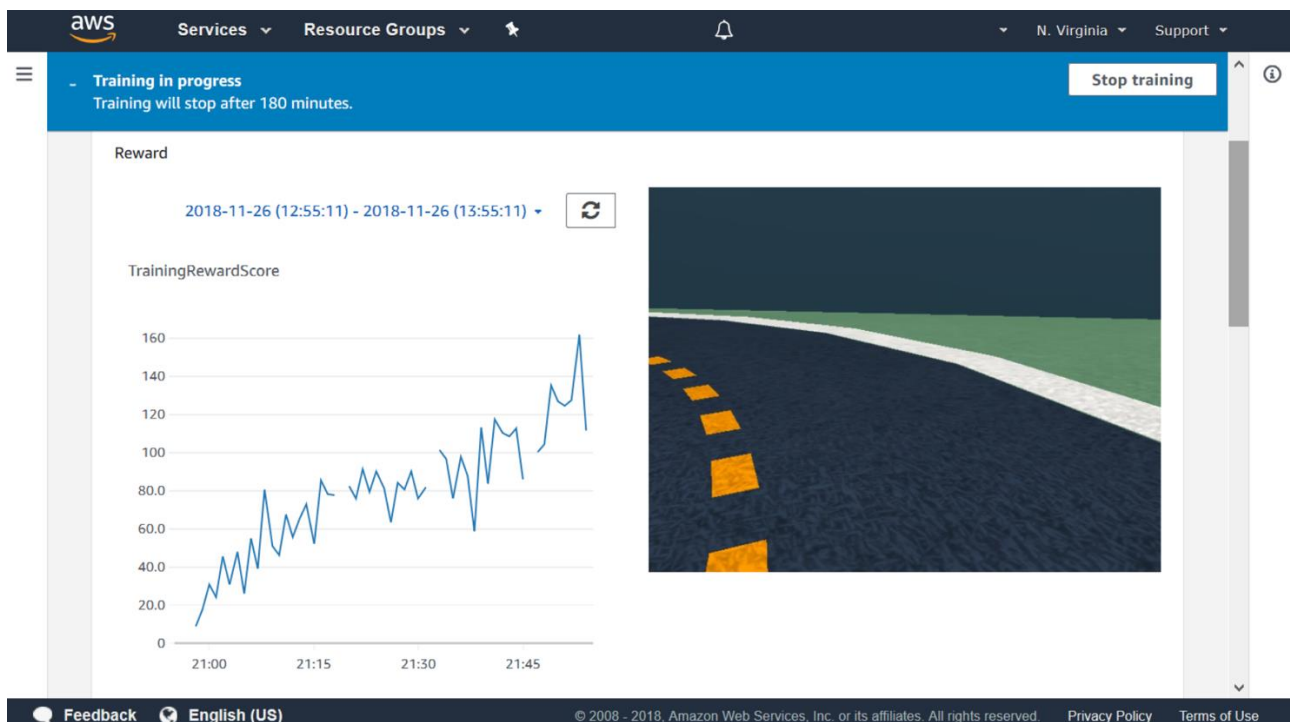 aws Services Resource Groups N. Virginia Support
Training in progress
Stop training
Training will stop after 180 minutes.
Reward
2018-11-26 (12:55:11) - 2018-11-26 (13:55:11)
TrainingRewardScore
160
140
120
100
80.0
60.0
40.0
20.0
0
21:00 21:15 21:30 21:45
Feedback English (US) © 2008 - 2018, Amazon Web Services, Inc. or its affiliates. All rights reserved. Privacy Policy Terms of Use